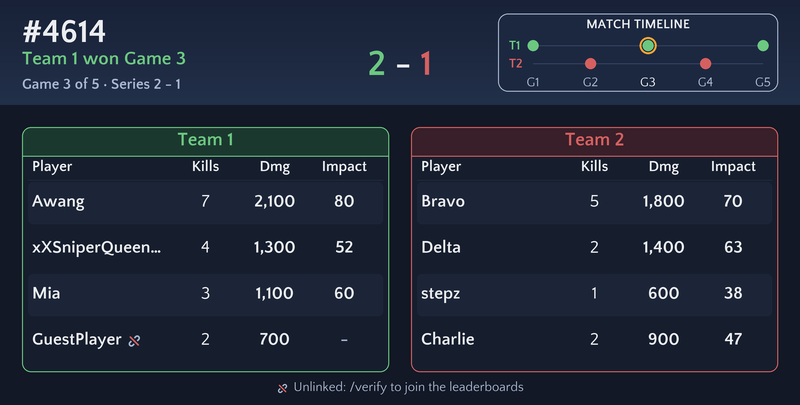 #4614
Team 1 won Game 3
Game 3 of 5 · Series 2 - 1
2 - 1
MATCH TIMELINE
T1
T2
G1 G2 G3 G4 G5
Team 1
Player Kills Dmg Impact
Awang 7 2,100 80
xXSniperQueen... 4 1,300 52
Mia 3 1,100 60
GuestPlayer 2 700 -
Team 2
Player Kills Dmg Impact
Bravo 5 1,800 70
Delta 2 1,400 63
stepz 1 600 38
Charlie 2 900 47
Unlinked: /verify to join the leaderboards